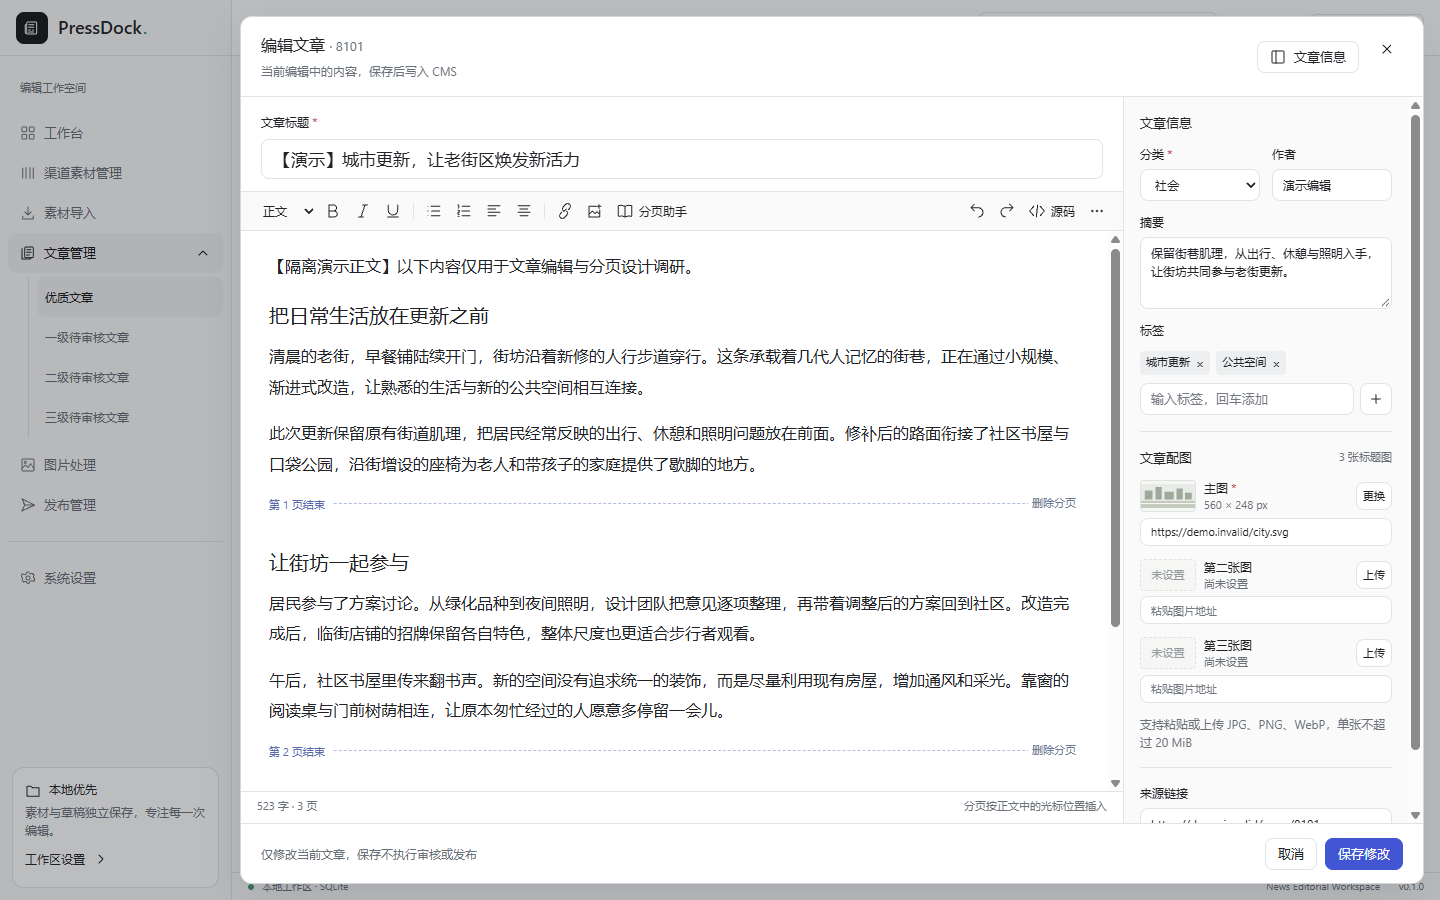 PressDock.
编辑工作空间
工作台
渠道素材管理
素材导入
文章管理
优质文章
一级待审核文章
二级待审核文章
三级待审核文章
图片处理
发布管理
系统设置
本地优先
素材与草稿独立保存，专注每一次
编辑。
工作区设置
编辑文章 · 8101
当前编辑中的内容，保存后写入 CMS
文章信息
文章标题 *
【演示】城市更新，让老街区焕发新活力
正文
B I U
分页助手
源码
【隔离演示正文】以下内容仅用于文章编辑与分页设计调研。
把日常生活放在更新之前
清晨的老街，早餐铺陆续开门，街坊沿着新修的人行步道穿行。这条承载着几代人记忆的街巷，正在通过小规模、
渐进式改造，让熟悉的生活与新的公共空间相互连接。
此次更新保留原有街道肌理，把居民经常反映的出行、休憩和照明问题放在前面。修补后的路面衔接了社区书屋与
口袋公园，沿街增设的座椅为老人和带孩子的家庭提供了歇脚的地方。
第 1 页结束
删除分页
让街坊一起参与
居民参与了方案讨论。从绿化品种到夜间照明，设计团队把意见逐项整理，再带着调整后的方案回到社区。改造完
成后，临街店铺的招牌保留各自特色，整体尺度也更适合步行者观看。
午后，社区书屋里传来翻书声。新的空间没有追求统一的装饰，而是尽量利用现有房屋，增加通风和采光。靠窗的
阅读桌与门前树荫相连，让原本匆忙经过的人愿意多停留一会儿。
第 2 页结束
删除分页
523 字 · 3 页
分页按正文中的光标位置插入
文章信息
分类 *
作者
社会
演示编辑
摘要
保留街巷肌理，从出行、休憩与照明入手，
让街坊共同参与老街更新。
标签
城市更新 ×
公共空间 ×
输入标签，回车添加
文章配图
3 张标题图
主图 *
560 × 248 px
更换
https://demo.invalid/city.svg
未设置
第二张图
尚未设置
上传
粘贴图片地址
未设置
第三张图
尚未设置
上传
粘贴图片地址
支持粘贴或上传 JPG、PNG、WebP，单张不超
过 20 MiB
来源链接
仅修改当前文章，保存不执行审核或发布
取消
保存修改
本地工作区 · SQLite
News Editorial Workspace
v0.1.0